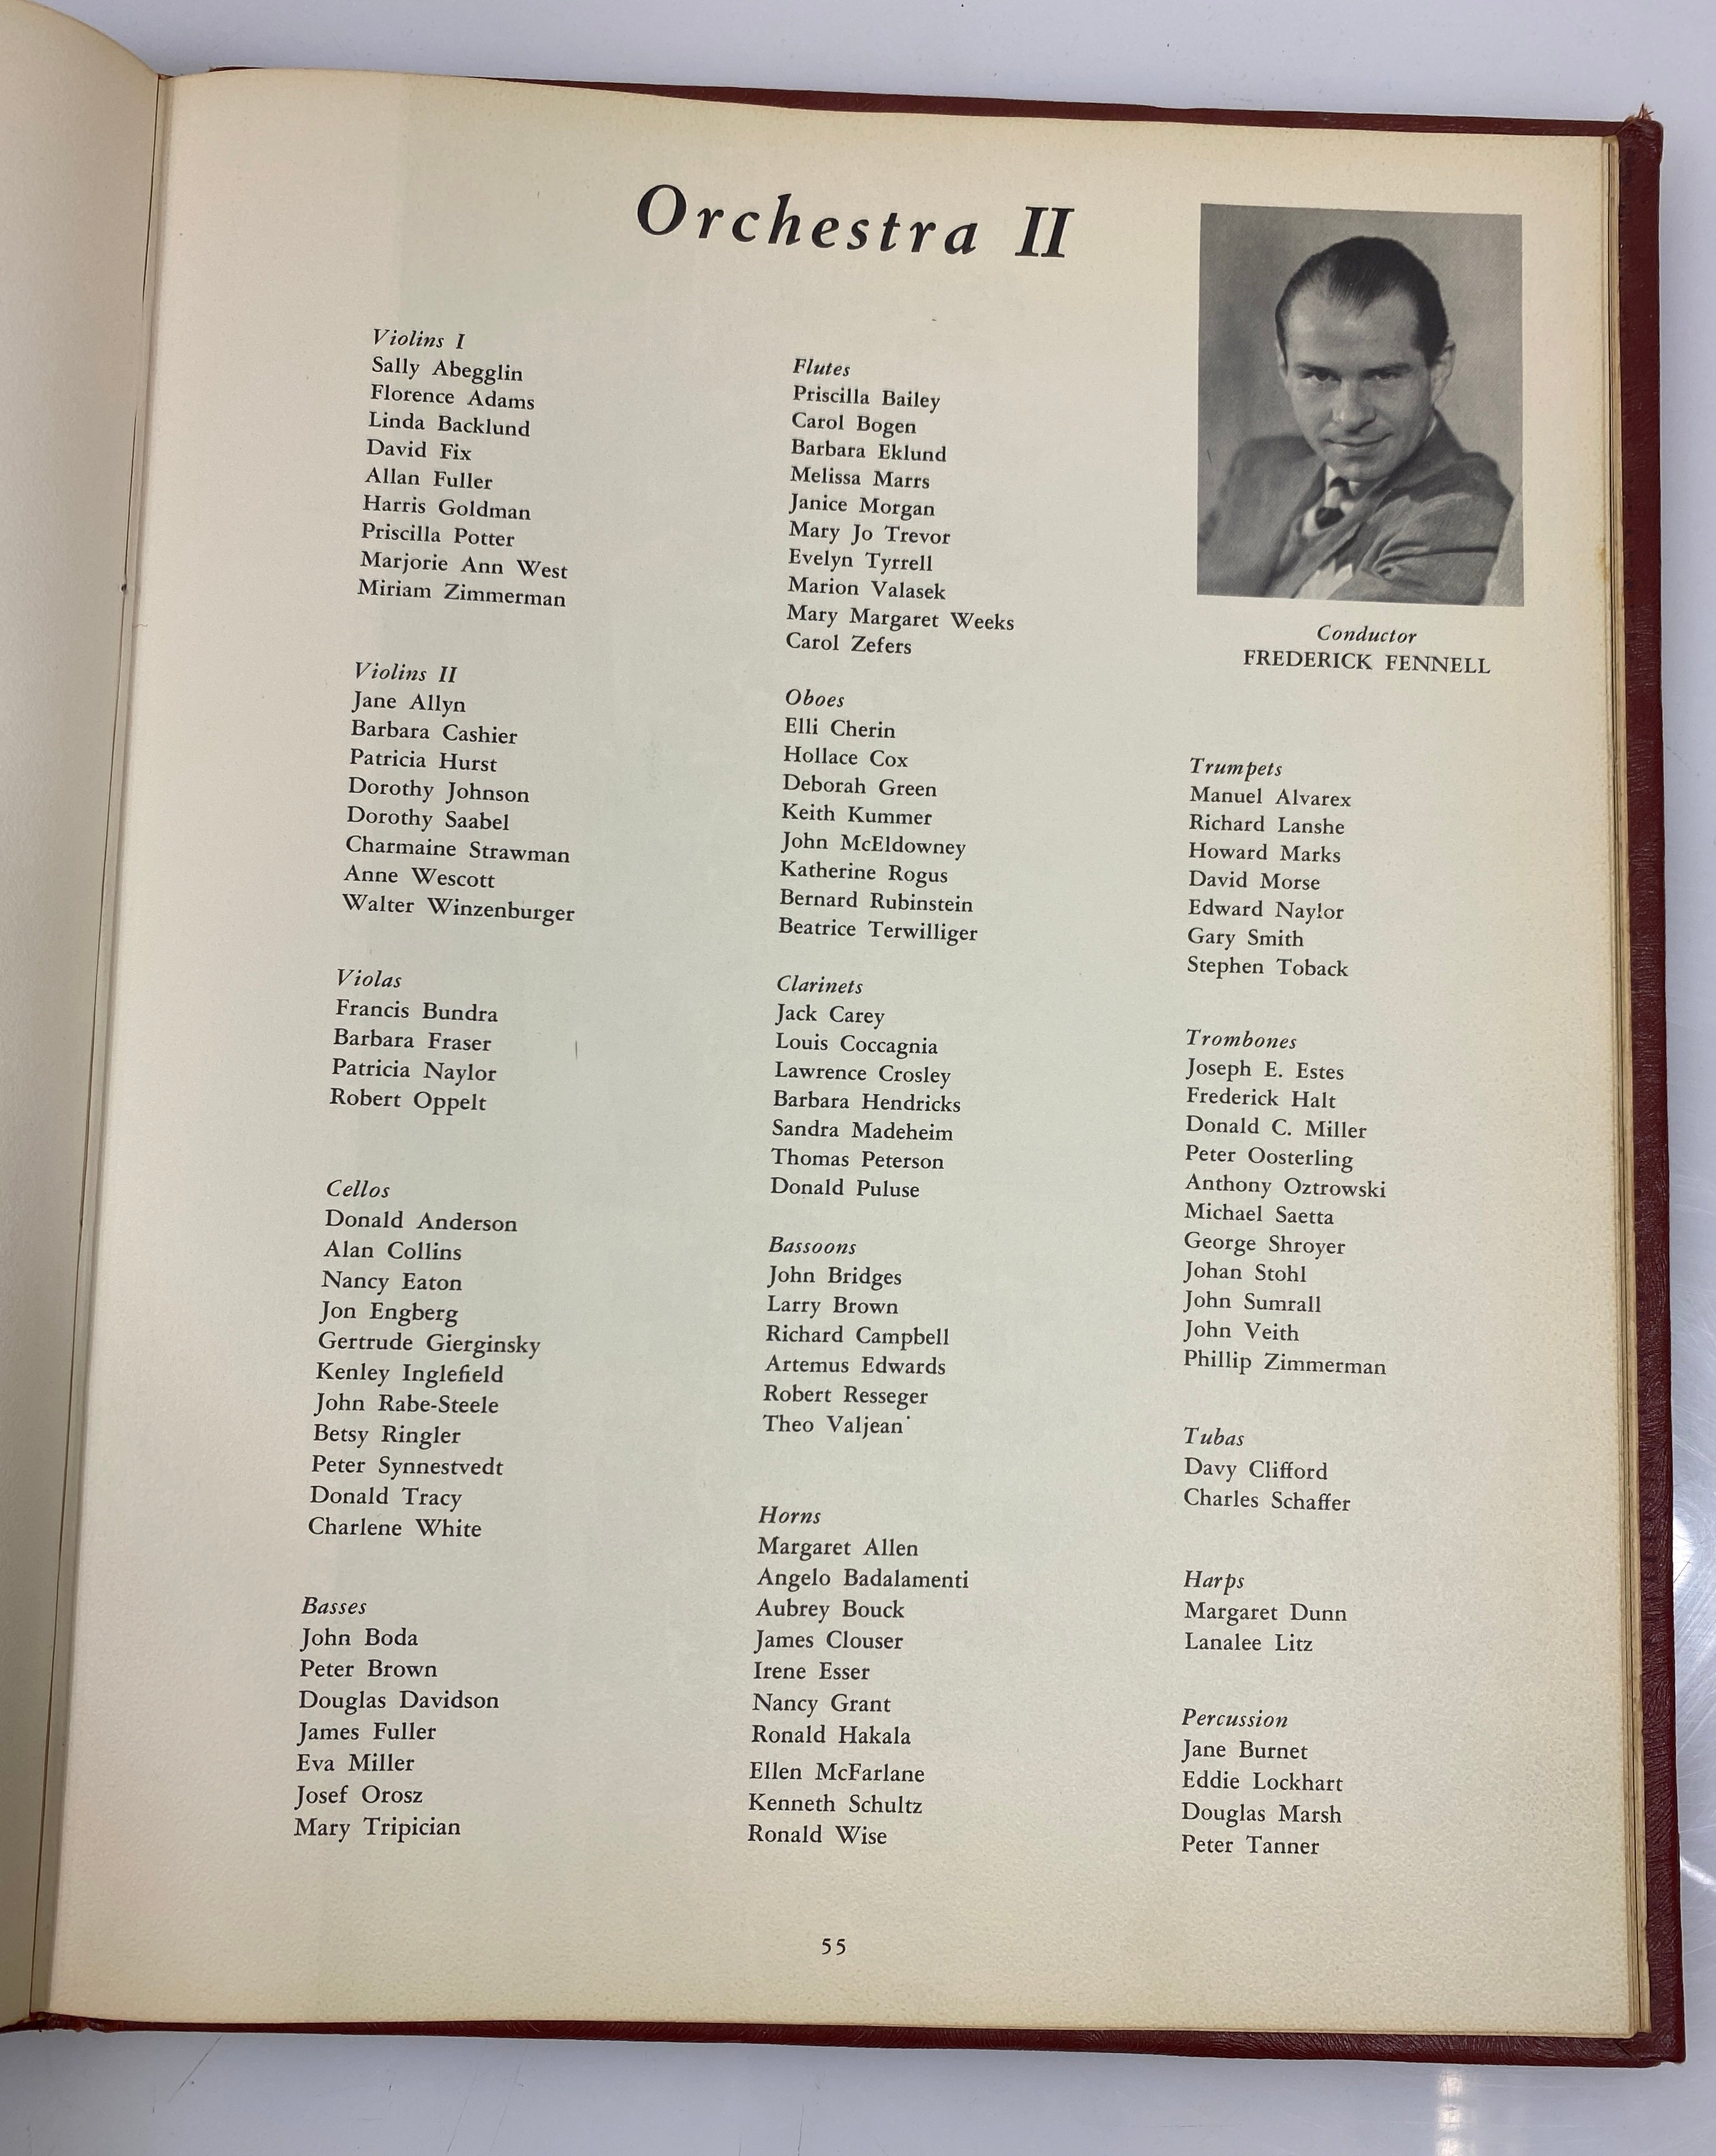 Orchestra II
Violins I
Sally Abegglin
Florence Adams
Linda Backlund
David Fix
Allan Fuller
Harris Goldman
Priscilla Potter
Marjorie Ann West
Miriam Zimmerman
Violins II
Jane Allyn
Barbara Cashier
Patricia Hurst
Dorothy Johnson
Dorothy Saabel
Charmaine Strawman
Anne Wescott
Walter Winzenburger
Violas
Francis Bundra
Barbara Fraser
Patricia Naylor
Robert Oppelt
Cellos
Donald Anderson
Alan Collins
Nancy Eaton
Jon Engberg
Gertrude Gierginsky
Kenley Inglefield
John Rabe-Steele
Betsy Ringler
Peter Synnestvedt
Donald Tracy
Charlene White
Basses
John Boda
Peter Brown
Douglas Davidson
James Fuller
Eva Miller
Josef Orosz
Mary Tripician
Flutes
Priscilla Bailey
Carol Bogen
Barbara Eklund
Melissa Marrs
Janice Morgan
Mary Jo Trevor
Evelyn Tyrrell
Marion Valasek
Mary Margaret Weeks
Carol Zefers
Oboes
Elli Cherin
Hollace Cox
Deborah Green
Keith Kummer
John McEldowney
Katherine Rogus
Bernard Rubinstein
Beatrice Terwilliger
Clarinets
Jack Carey
Louis Coccagnia
Lawrence Crosley
Barbara Hendricks
Sandra Madeheim
Thomas Peterson
Donald Puluse
Bassoons
John Bridges
Larry Brown
Richard Campbell
Artemus Edwards
Robert Resseger
Theo Valjean
Horns
Margaret Allen
Angelo Badalamenti
Aubrey Bouck
James Clouser
Irene Esser
Nancy Grant
Ronald Hakala
Ellen McFarlane
Kenneth Schultz
Ronald Wise
Conductor
FREDERICK FENNELL
Trumpets
Manuel Alvarex
Richard Lanshe
Howard Marks
David Morse
Edward Naylor
Gary Smith
Stephen Toback
Trombones
Joseph E. Estes
Frederick Halt
Donald C. Miller
Peter Oosterling
Anthony Oztrowski
Michael Saetta
George Shroyer
Johan Stohl
John Sumrall
John Veith
Phillip Zimmerman
Tubas
Davy Clifford
Charles Schaffer
Harps
Margaret Dunn
Lanalee Litz
Percussion
Jane Burnet
Eddie Lockhart
Douglas Marsh
Peter Tanner
55